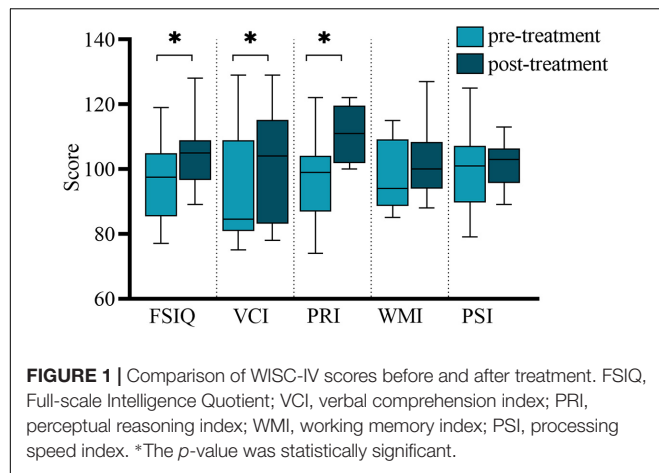 140
120
100
80
60
Score
*
*
*
pre-treatment
post-treatment
FSIQ
VCI
PRI
WMI
PSI
FIGURE 1 | Comparison of WISC-IV scores before and after treatment. FSIQ,
Full-scale Intelligence Quotient; VCI, verbal comprehension index; PRI,
perceptual reasoning index; WMI, working memory index; PSI, processing
speed index. *The p-value was statistically significant.